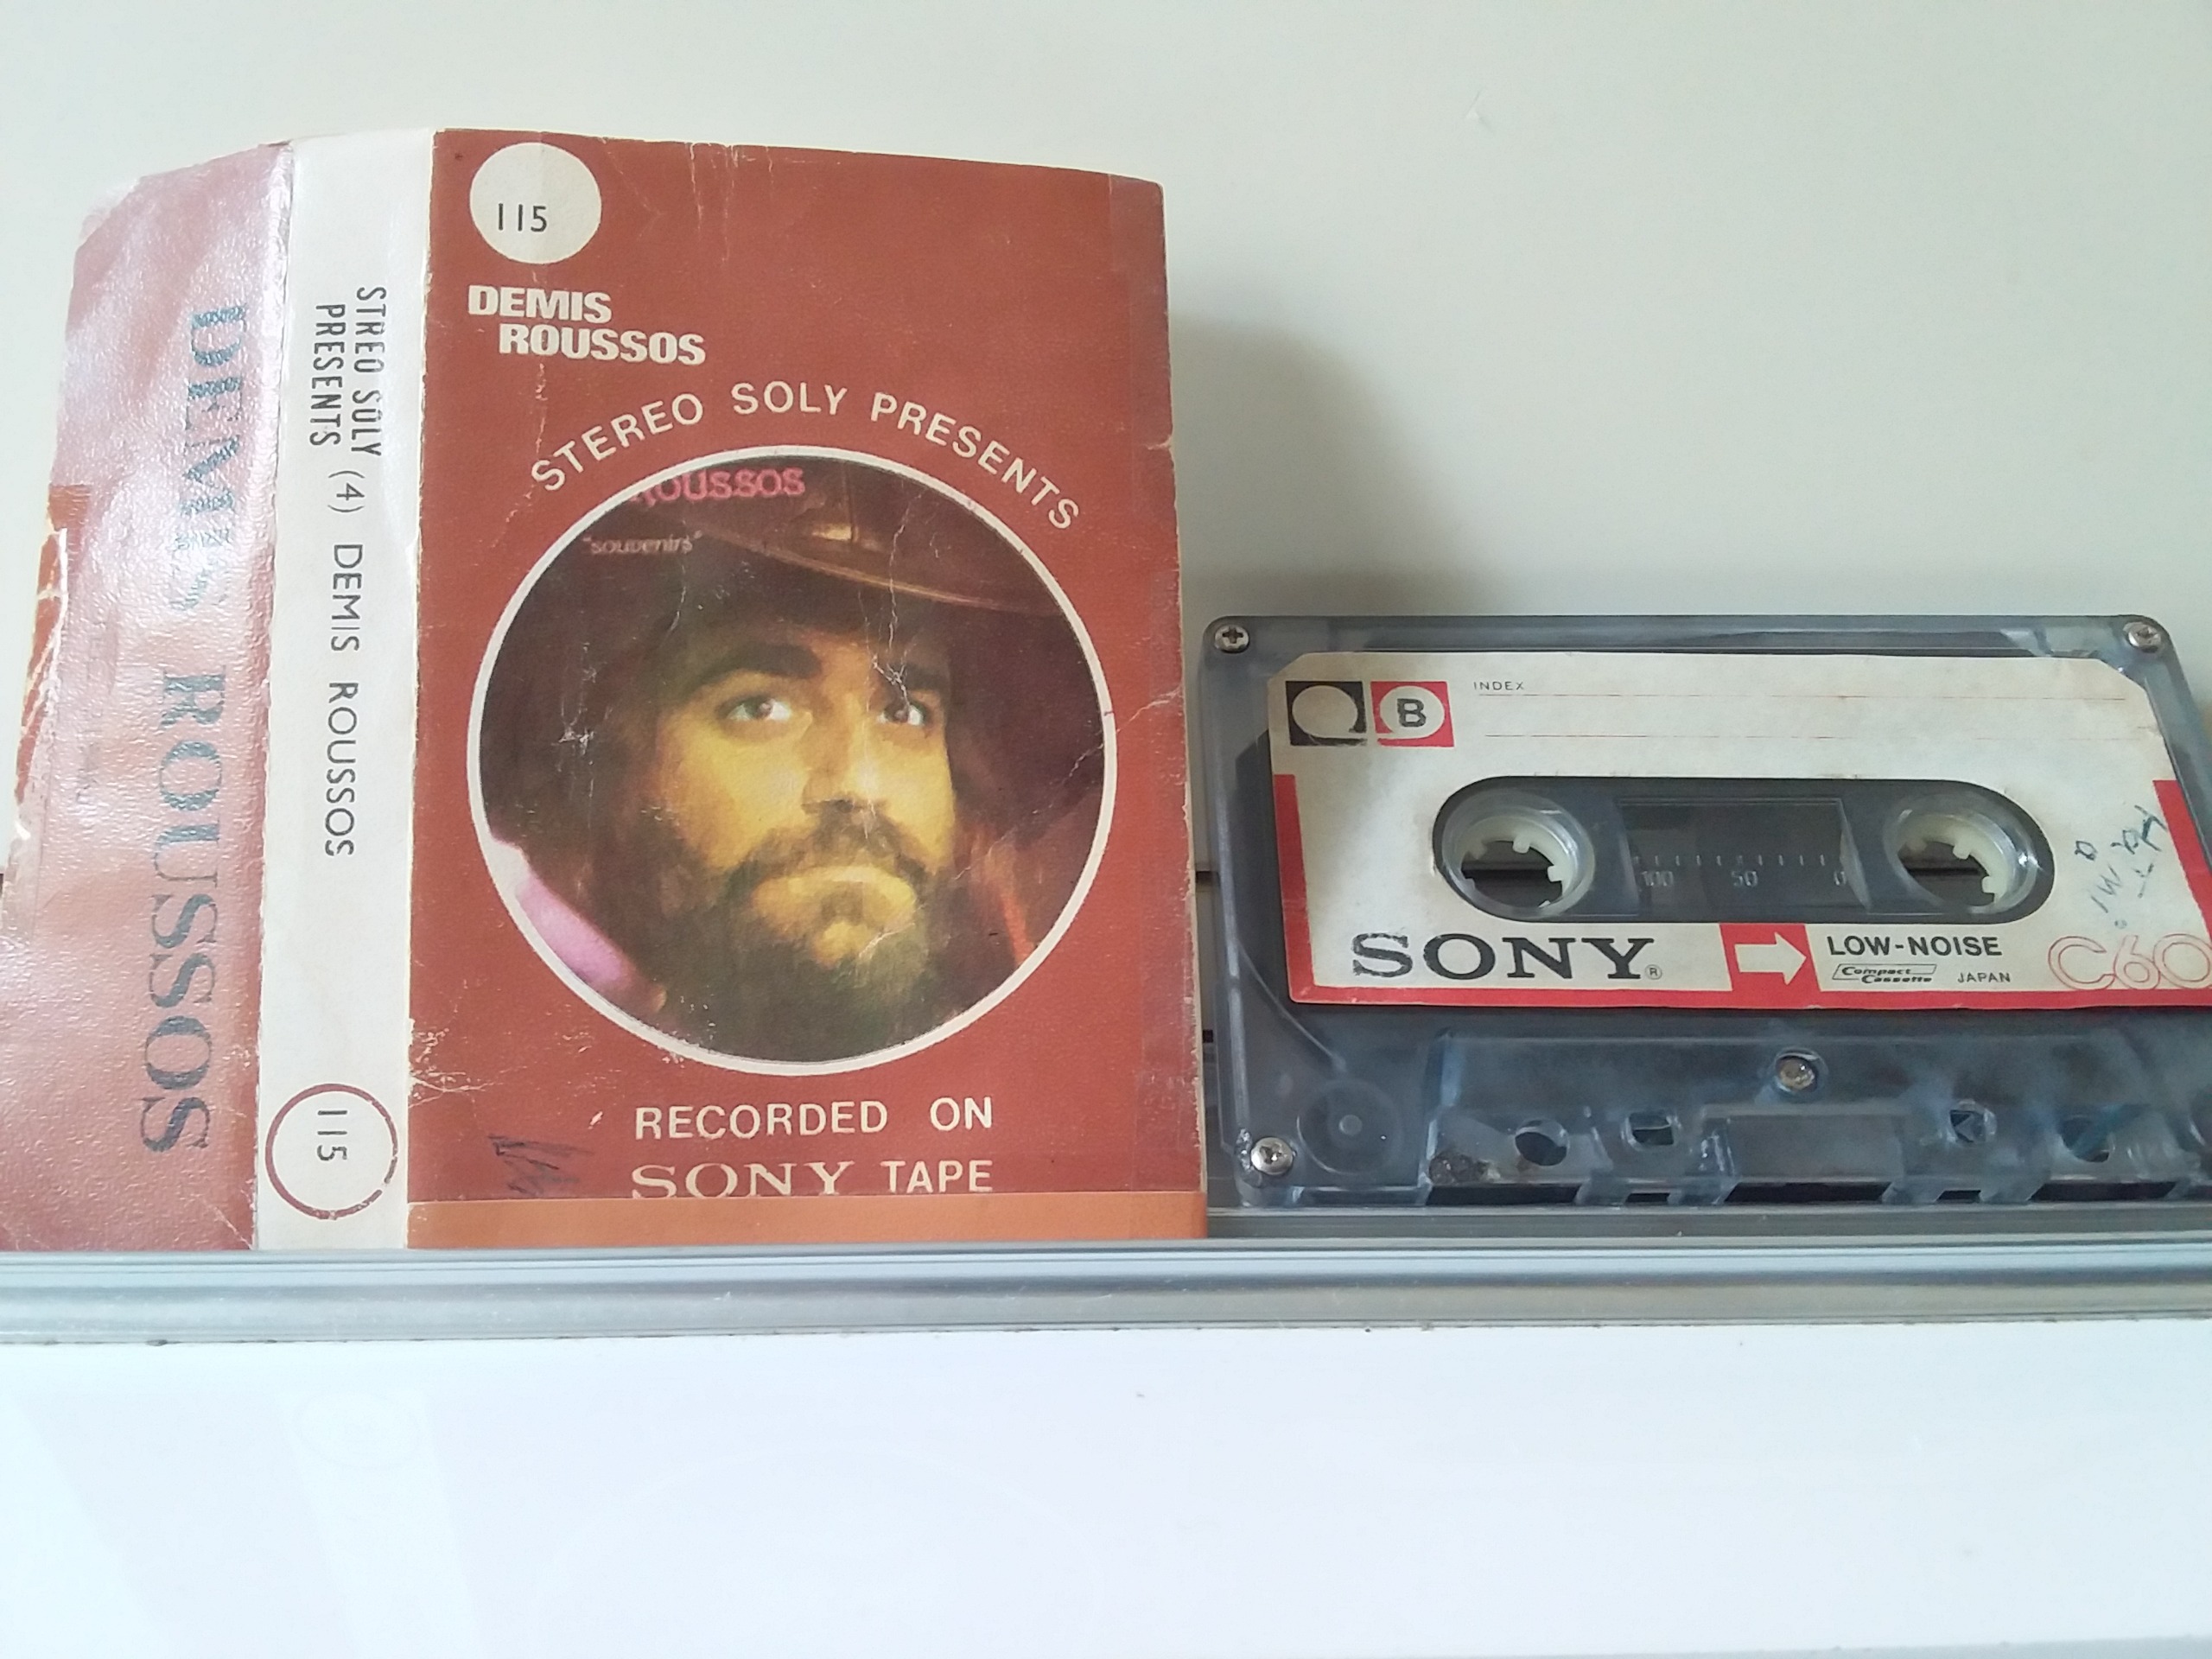 DEMIS ROUSSOS
STREO SOLY
PRESENTS
(4) DEMIS ROUSSOS
115
115
DEMIS
ROUSSOS
STEREO SOLY PRESENTS
ROUSSOS
"souvenirs"
RECORDED ON
SONY TAPE
B
INDEX
100 50 0
SONY®
LOW-NOISE
Compact
Cassette
JAPAN
C60